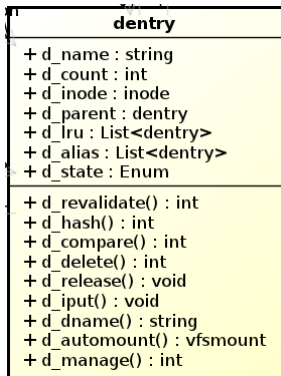 dentry
+ d_name : string
+ d_count : int
+ d_inode : inode
+ d_parent : dentry
+ d_lru : List<dentry>
+ d_alias : List<dentry>
+ d_state : Enum
+ d_revalidate() : int
+ d_hash() : int
+ d_compare() : int
+ d_delete() : int
+ d_release() : void
+ d_iput() : void
+ d_dname() : string
+ d_automount() : vfsmount
+ d_manage() : int